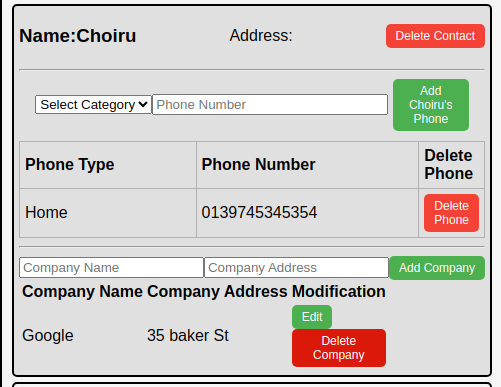 Name:Choiru Address: Delete Contact
Select Category Phone Number Add Choiru's Phone
Phone Type Phone Number Delete Phone
Home 0139745345354 Delete Phone
Company Name Company Address Add Company
Company Name Company Address Modification
Google 35 baker St Edit
Delete Company